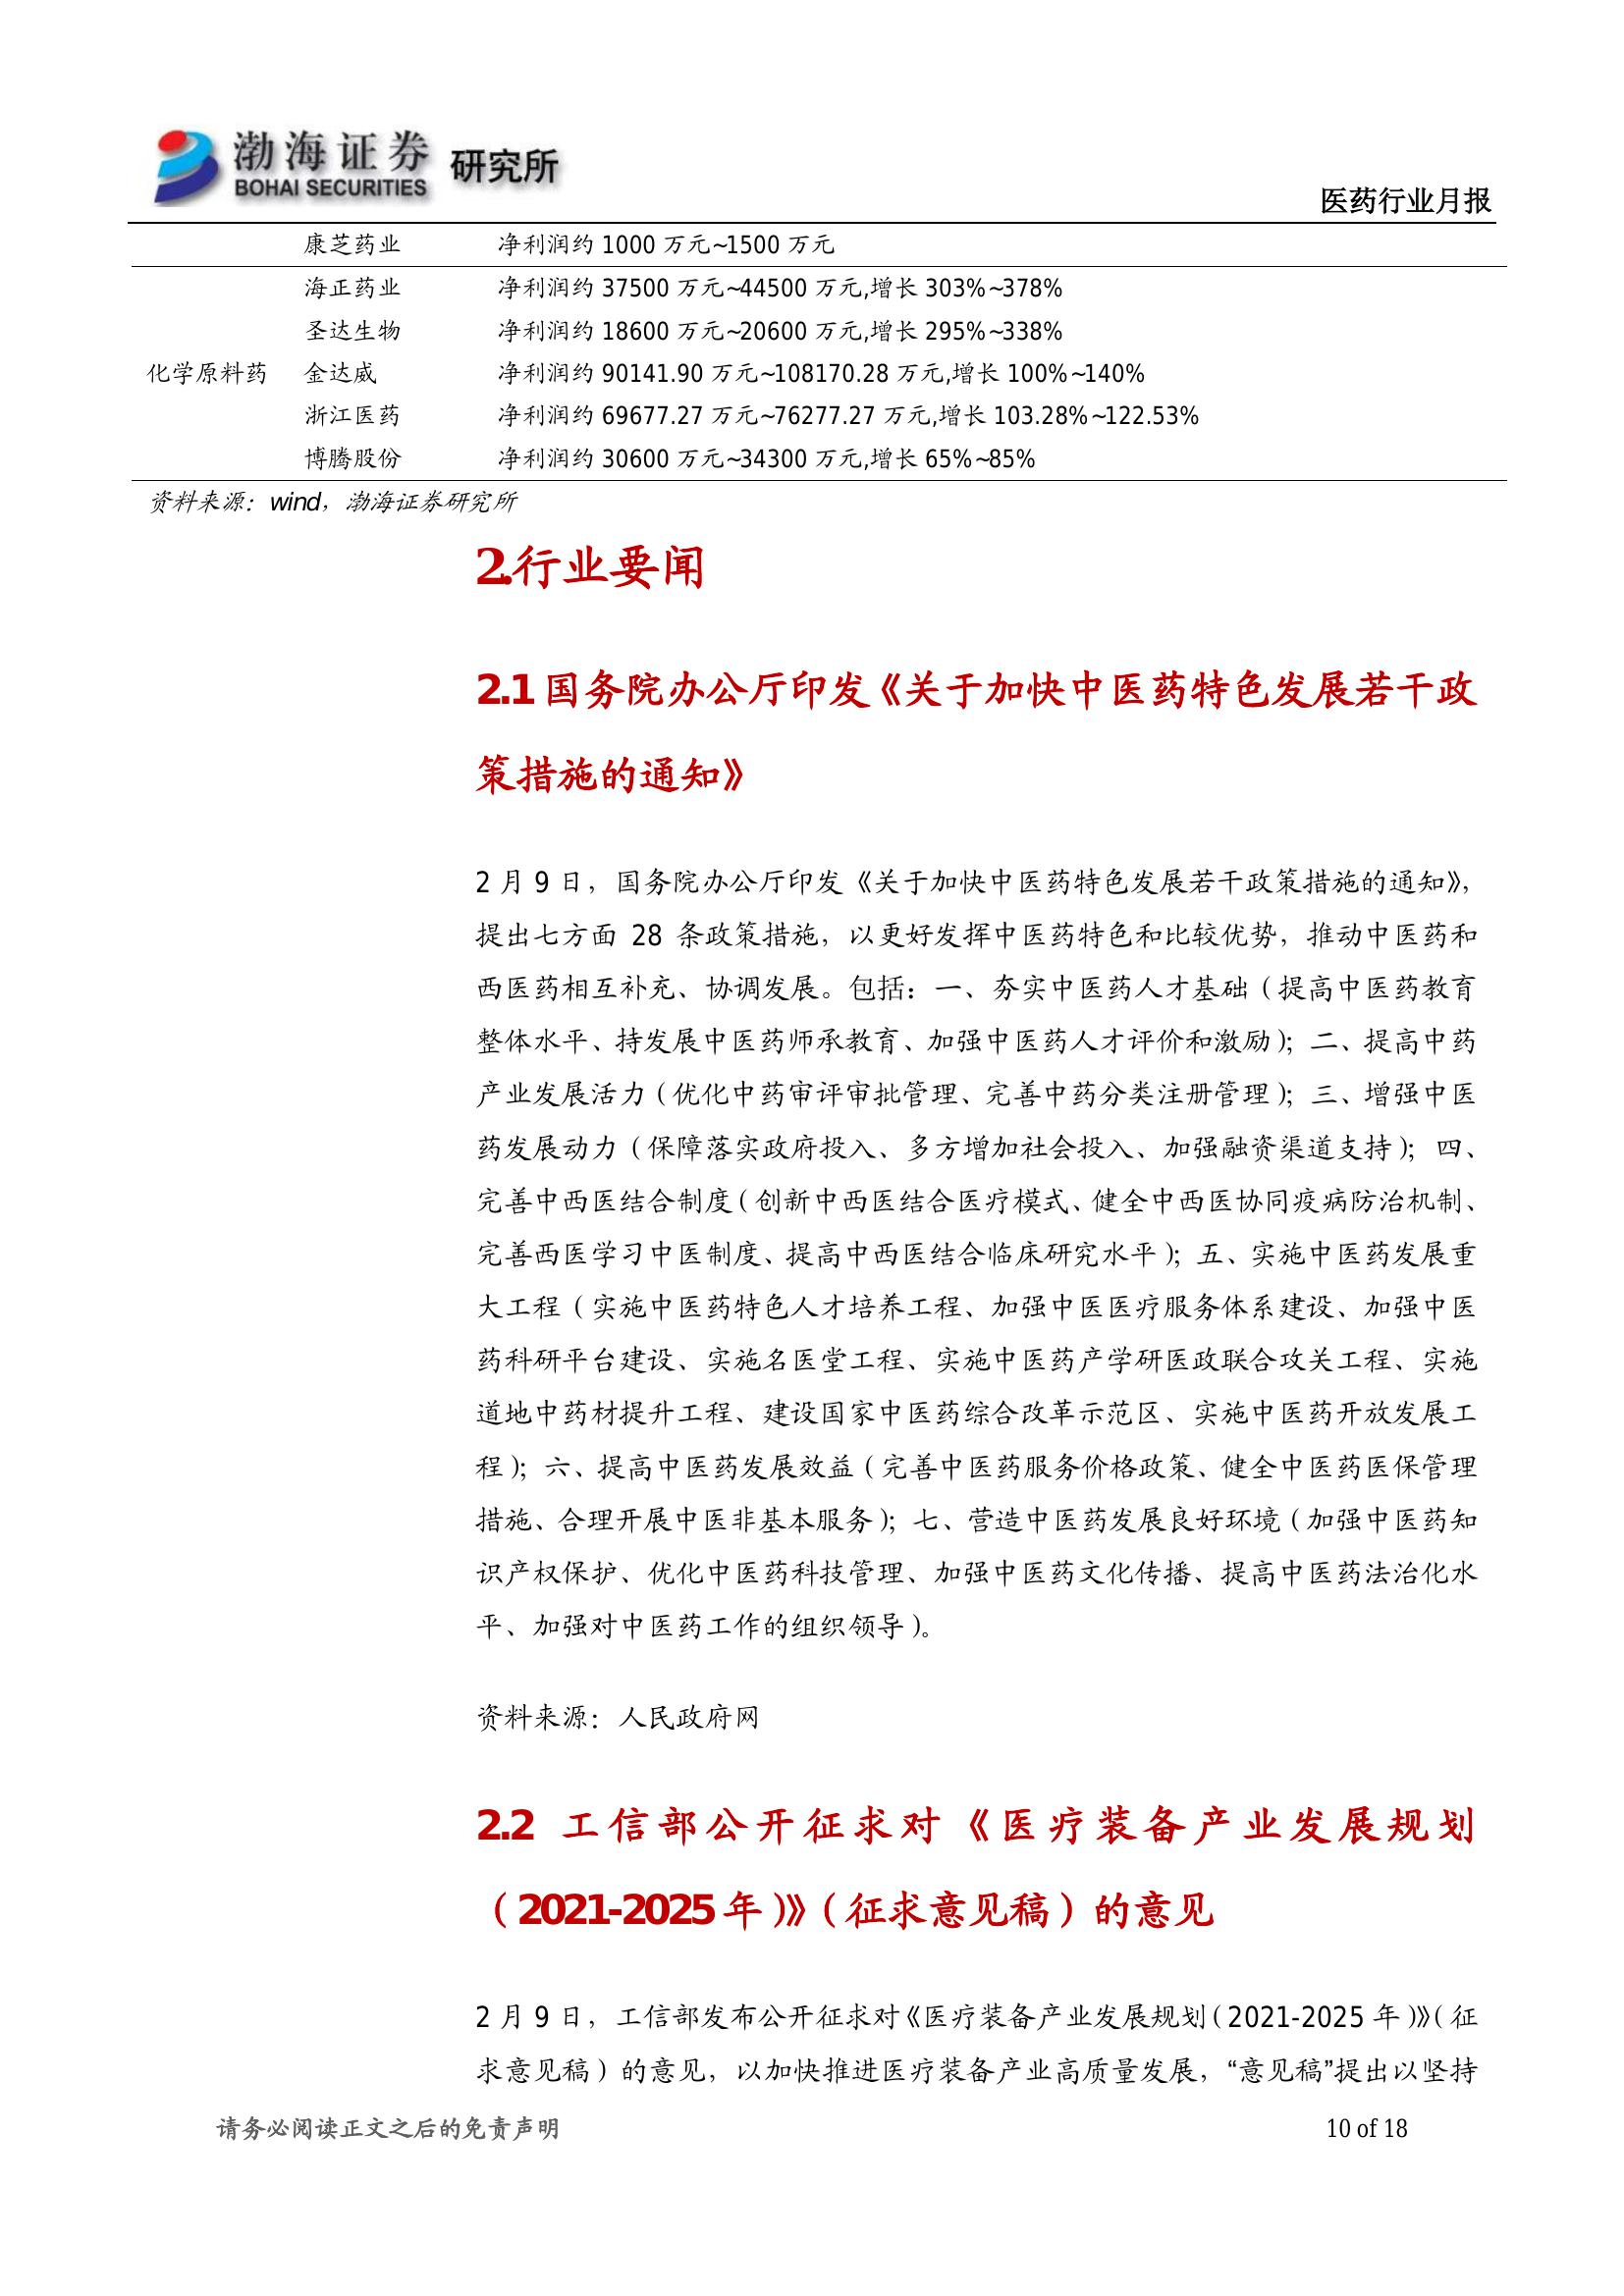 渤海证券 研究所
BOHAI SECURITIES
医药行业月报
康芝药业 净利润约 1000 万元~1500 万元
海正药业 净利润约 37500 万元~44500 万元,增长 303%~378%
圣达生物 净利润约 18600 万元~20600 万元,增长 295%~338%
化学原料药 金达威 净利润约 90141.90 万元~108170.28 万元,增长 100%~140%
浙江医药 净利润约 69677.27 万元~76277.27 万元,增长 103.28%~122.53%
博腾股份 净利润约 30600 万元~34300 万元,增长 65%~85%
资料来源：wind，渤海证券研究所
2.行业要闻
2.1 国务院办公厅印发《关于加快中医药特色发展若干政
策措施的通知》
2 月 9 日，国务院办公厅印发《关于加快中医药特色发展若干政策措施的通知》，
提出七方面 28 条政策措施，以更好发挥中医药特色和比较优势，推动中医药和
西医药相互补充、协调发展。包括：一、夯实中医药人才基础（提高中医药教育
整体水平、持发展中医药师承教育、加强中医药人才评价和激励）；二、提高中药
产业发展活力（优化中药审评审批管理、完善中药分类注册管理）；三、增强中医
药发展动力（保障落实政府投入、多方增加社会投入、加强融资渠道支持）；四、
完善中西医结合制度（创新中西医结合医疗模式、健全中西医协同疫病防治机制、
完善西医学习中医制度、提高中西医结合临床研究水平）；五、实施中医药发展重
大工程（实施中医药特色人才培养工程、加强中医医疗服务体系建设、加强中医
药科研平台建设、实施名医堂工程、实施中医药产学研医政联合攻关工程、实施
道地中药材提升工程、建设国家中医药综合改革示范区、实施中医药开放发展工
程）；六、提高中医药发展效益（完善中医药服务价格政策、健全中医药医保管理
措施、合理开展中医非基本服务）；七、营造中医药发展良好环境（加强中医药知
识产权保护、优化中医药科技管理、加强中医药文化传播、提高中医药法治化水
平、加强对中医药工作的组织领导）。
资料来源：人民政府网
2.2 工信部公开征求对《医疗装备产业发展规划
（2021-2025 年）》（征求意见稿）的意见
2 月 9 日，工信部发布公开征求对《医疗装备产业发展规划（2021-2025 年）》（征
求意见稿）的意见，以加快推进医疗装备产业高质量发展，“意见稿”提出以坚持
请务必阅读正文之后的免责声明 10 of 18